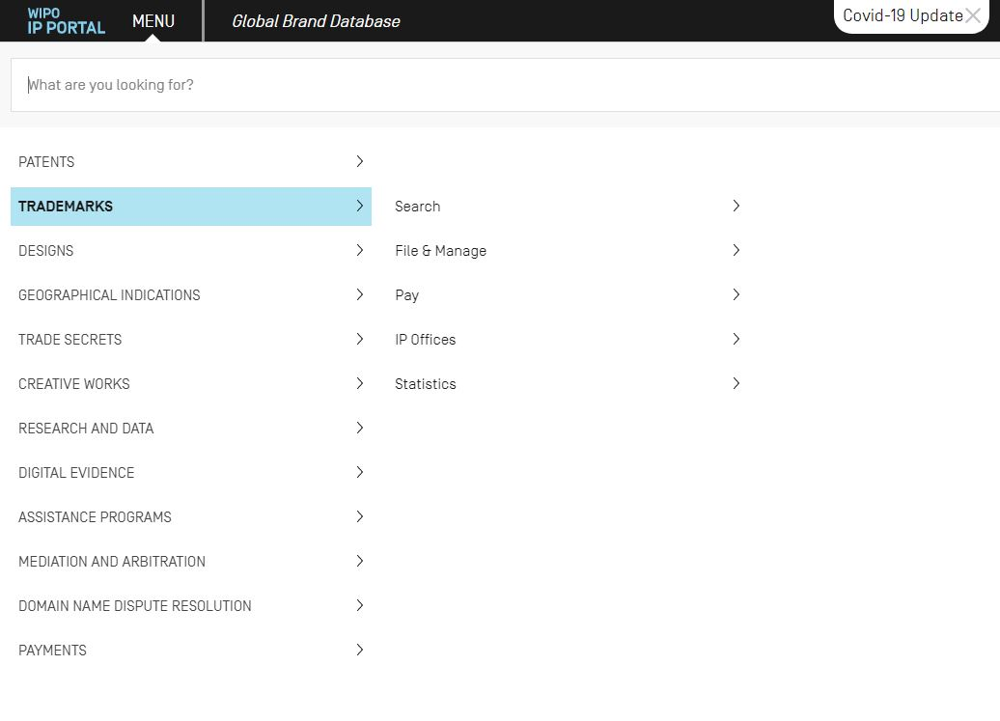 WIPO
IP PORTAL
MENU
Global Brand Database
Covid-19 Update
What are you looking for?
PATENTS
TRADEMARKS
DESIGNS
GEOGRAPHICAL INDICATIONS
TRADE SECRETS
CREATIVE WORKS
RESEARCH AND DATA
DIGITAL EVIDENCE
ASSISTANCE PROGRAMS
MEDIATION AND ARBITRATION
DOMAIN NAME DISPUTE RESOLUTION
PAYMENTS
Search
File & Manage
Pay
IP Offices
Statistics